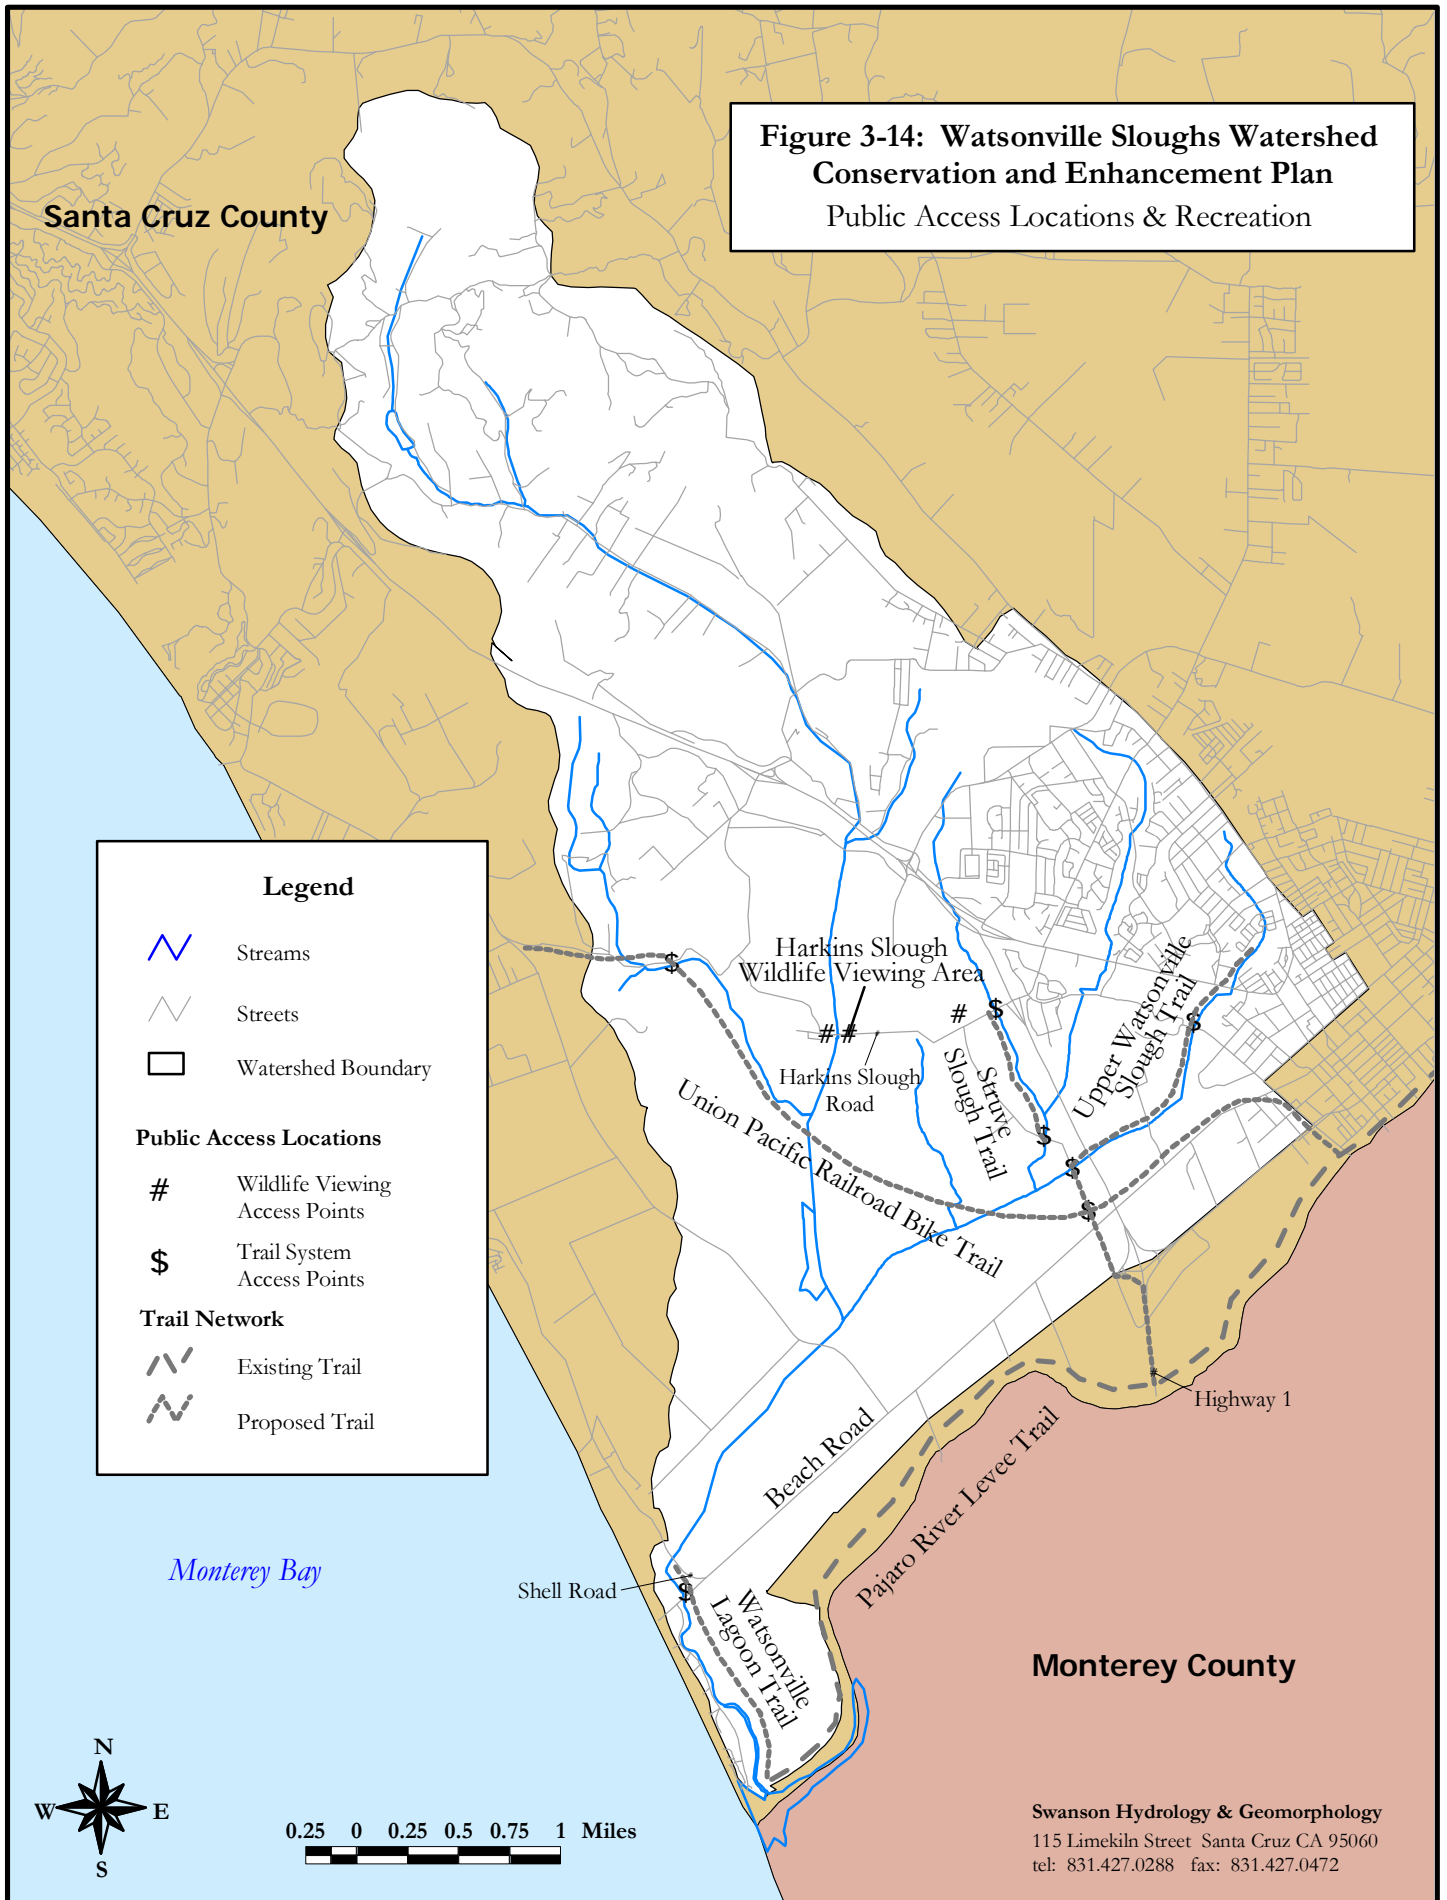 Figure 3-14: Watsonville Sloughs Watershed
Conservation and Enhancement Plan
Public Access Locations & Recreation
Santa Cruz County
Legend
Streams
Streets
Watershed Boundary
Public Access Locations
# Wildlife Viewing
Access Points
$ Trail System
Access Points
Trail Network
Existing Trail
Proposed Trail
Harkins Slough
Wildlife Viewing Area
$
# $
# #
$
Harkins Slough
Road
Struve
Slough Trail
Upper Watsonville
Slough Trail
Union Pacific Railroad Bike Trail
$
$
$
#
Highway 1
Beach Road
Pajaro River Levee Trail
Monterey Bay
Shell Road
$
Watsonville
Lagoon Trail
Monterey County
N
W E
S
0.25 0 0.25 0.5 0.75 1 Miles
Swanson Hydrology & Geomorphology
115 Limekiln Street Santa Cruz CA 95060
tel: 831.427.0288 fax: 831.427.0472